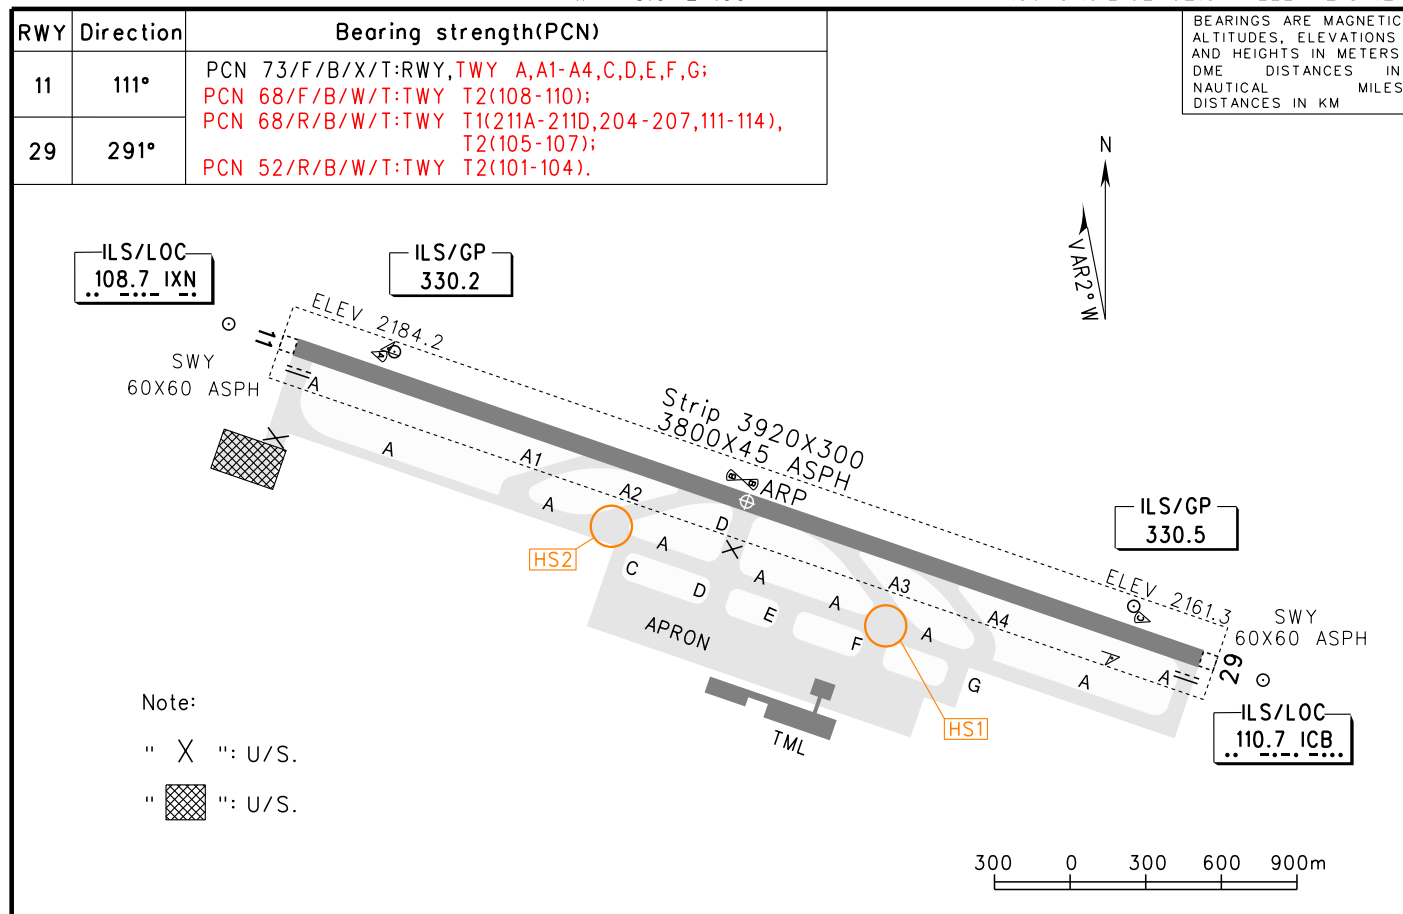 RWY Direction Bearing strength(PCN)
11 111°
PCN 73/F/B/X/T:RWY,TWY A,A1-A4,C,D,E,F,G;
PCN 68/F/B/W/T:TWY T2(108-110);
PCN 68/R/B/W/T:TWY T1(211A-211D,204-207,111-114),
T2(105-107);
29 291°
PCN 52/R/B/W/T:TWY T2(101-104).
BEARINGS ARE MAGNETIC
ALTITUDES, ELEVATIONS
AND HEIGHTS IN METERS
DME DISTANCES IN
NAUTICAL MILES
DISTANCES IN KM
N
VAR2°W
ILS/LOC
108.7 IXN
ILS/GP
330.2
ELEV 2184.2
11
SWY
60X60 ASPH
Strip 3920X300
3800X45 ASPH
ARP
A
A
A1
A2
A
D
A
HS2
C
D
A
E
A
F
A3
A
A4
G
A
A
APRON
TML
HS1
ILS/GP
330.5
ELEV 2161.3
SWY
60X60 ASPH
29
ILS/LOC
110.7 ICB
Note:
" X ": U/S.
" ": U/S.
300 0 300 600 900m